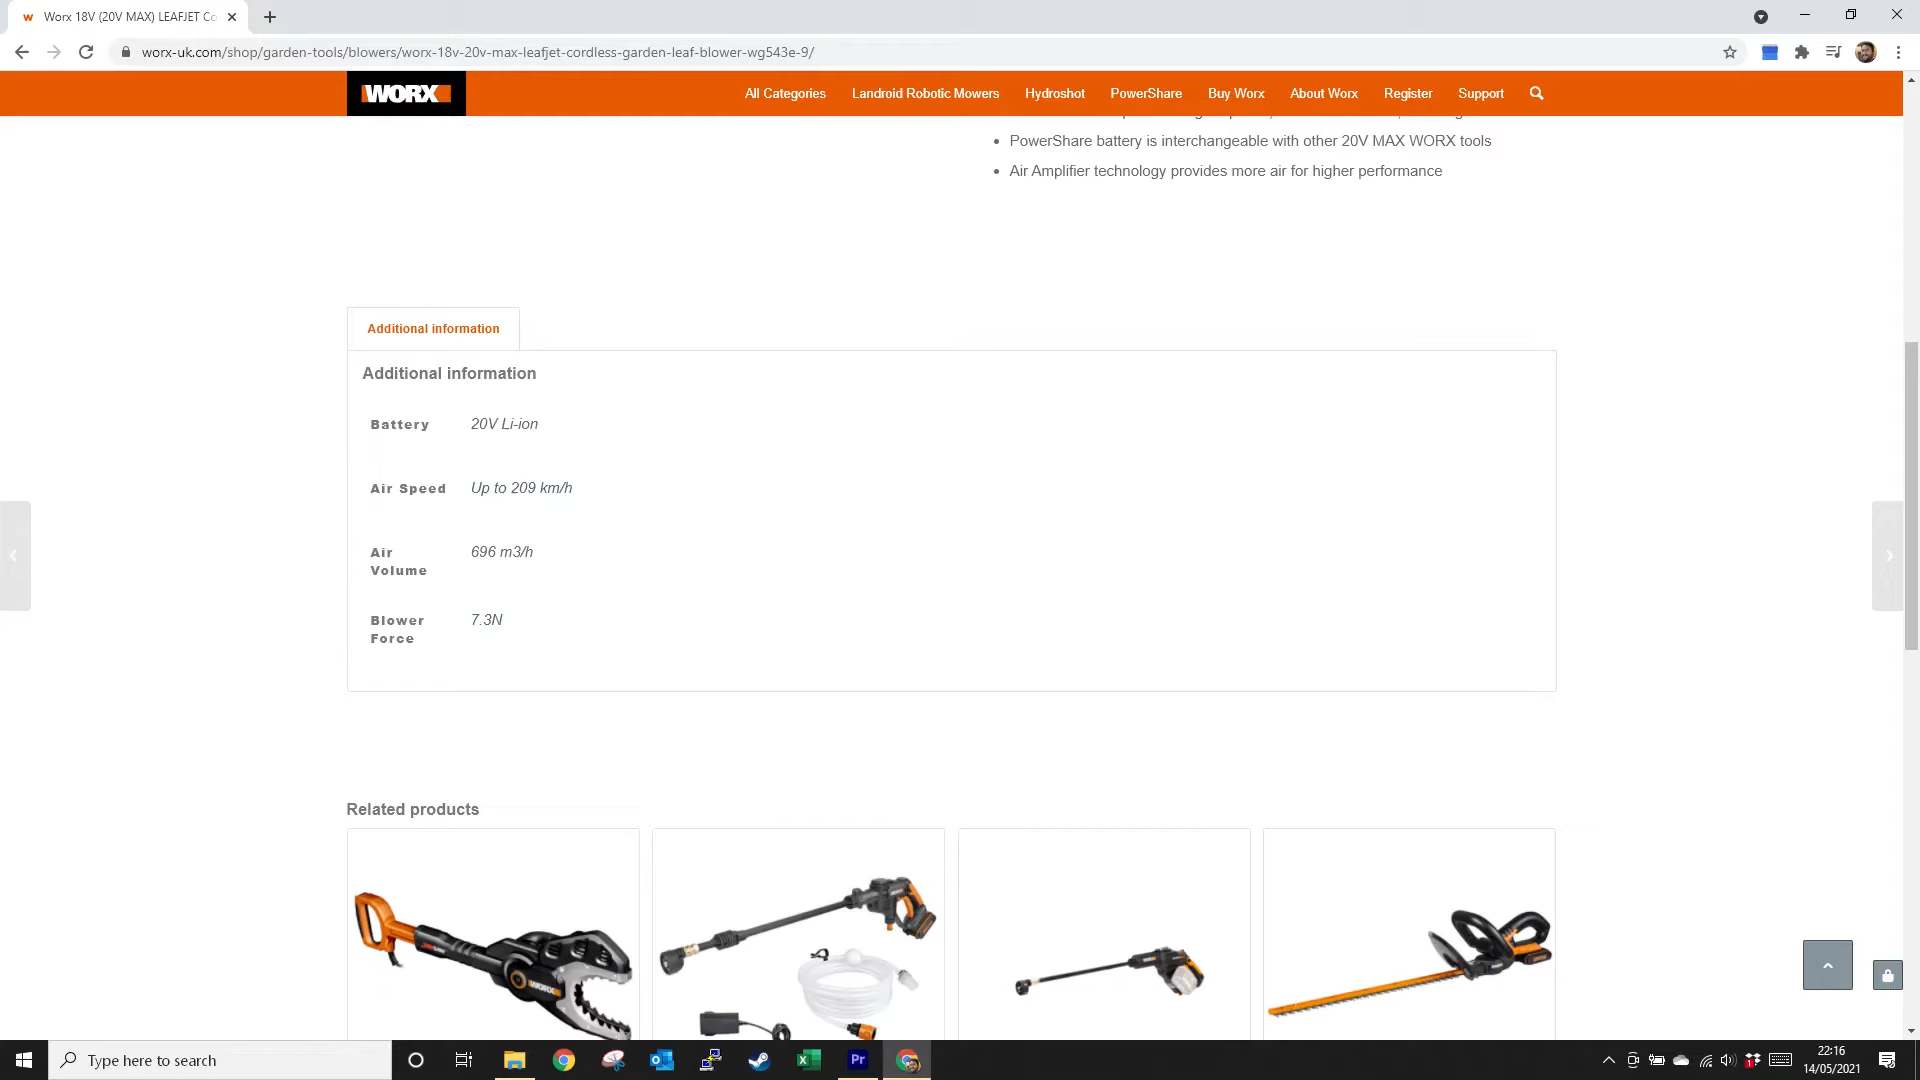 Worx 18V (20V MAX) LEAFJET Co
worx-uk.com/shop/garden-tools/blowers/worx-18v-20v-max-leafjet-cordless-garden-leaf-blower-wg543e-9/
WORX
All Categories
Landroid Robotic Mowers
Hydroshot
PowerShare
Buy Worx
About Worx
Register
Support
• PowerShare battery is interchangeable with other 20V MAX WORX tools
• Air Amplifier technology provides more air for higher performance
Additional information
Additional information
Battery 20V Li-ion
Air Speed Up to 209 km/h
Air 696 m3/h
Volume
Blower 7.3N
Force
Related products
WORX
Type here to search
Pr
22:16
14/05/2021